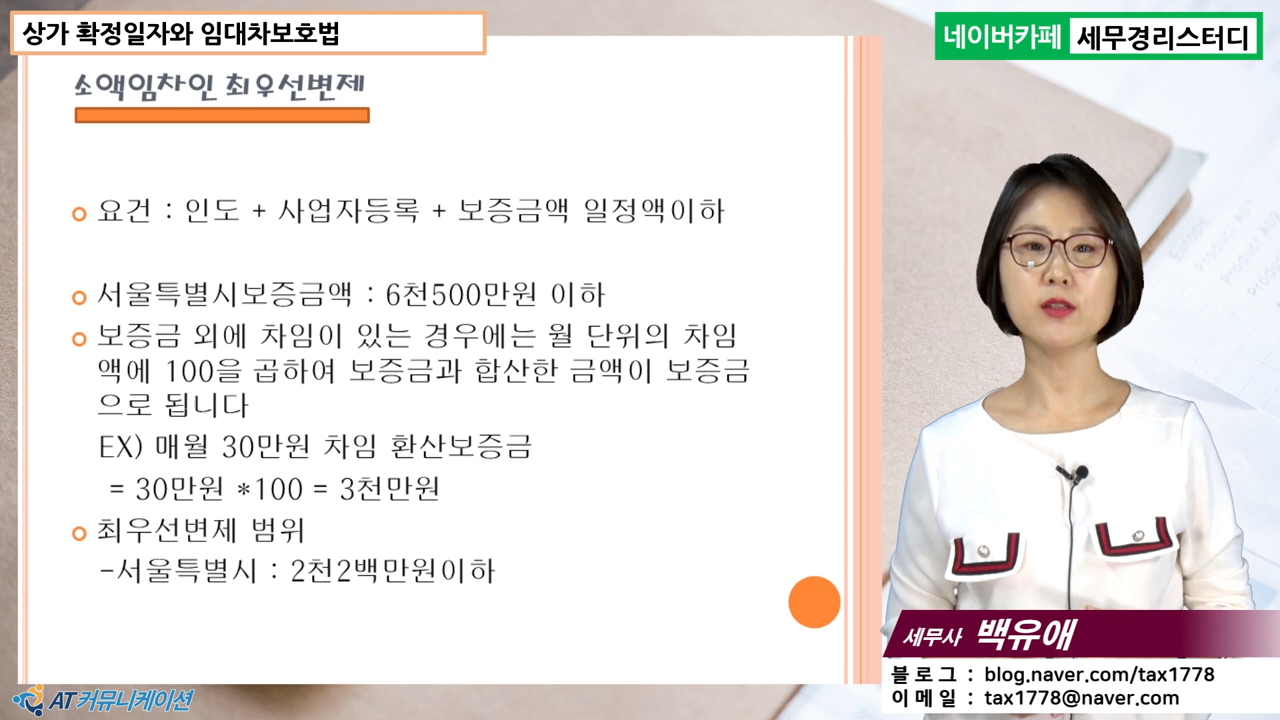 상가 확정일자와 임대차보호법
네이버카페 세무경리스터디
소액임차인 최우선변제
요건 : 인도 + 사업자등록 + 보증금액 일정액이하
서울특별시보증금액 : 6천500만원 이하
보증금 외에 차임이 있는 경우에는 월 단위의 차임
액에 100을 곱하여 보증금과 합산한 금액이 보증금
으로 됩니다
EX) 매월 30만원 차임 환산보증금
= 30만원 *100 = 3천만원
최우선변제 범위
-서울특별시 : 2천2백만원이하
세무사 백유애
블로그 : blog.naver.com/tax1778
이메일 : tax1778@naver.com
AT커뮤니케이션